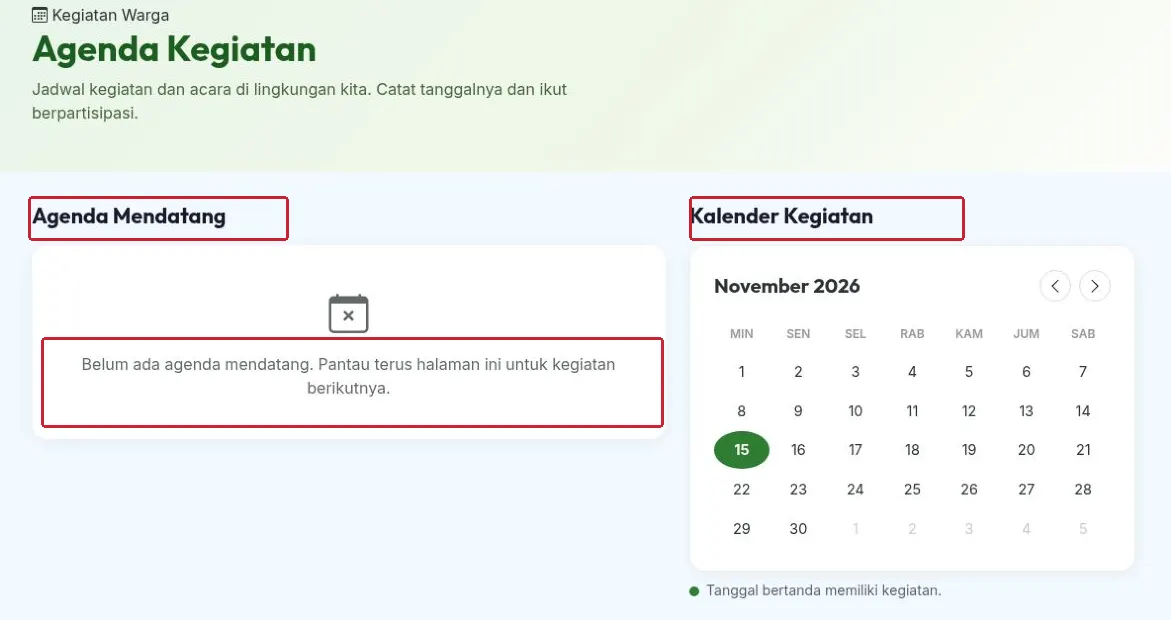 Kegiatan Warga
Agenda Kegiatan
Jadwal kegiatan dan acara di lingkungan kita. Catat tanggalnya dan ikut
berpartisipasi.
Agenda Mendatang
Belum ada agenda mendatang. Pantau terus halaman ini untuk kegiatan
berikutnya.
Kalender Kegiatan
November 2026
MIN SEN SEL RAB KAM JUM SAB
1 2 3 4 5 6 7
8 9 10 11 12 13 14
15 16 17 18 19 20 21
22 23 24 25 26 27 28
29 30 1 2 3 4 5
Tanggal bertanda memiliki kegiatan.